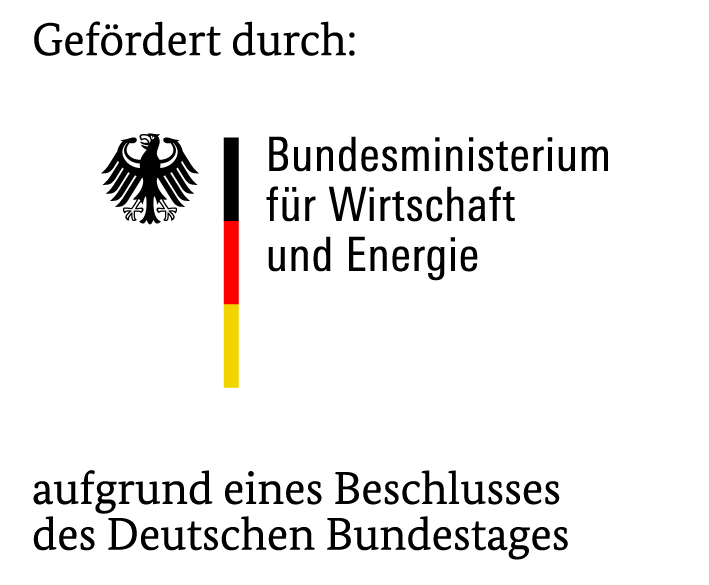 Gefördert durch:
Bundesministerium
für Wirtschaft
und Energie
aufgrund eines Beschlusses
des Deutschen Bundestages